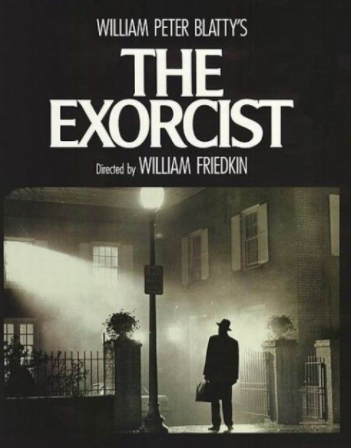 WILLIAM PETER BLATTY'S
THE
EXORCIST
Directed by WILLIAM FRIEDKIN